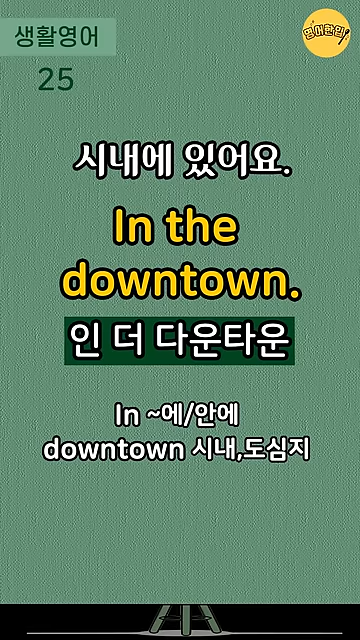 생활영어
영어한입
25
시내에 있어요.
In the
downtown.
인 더 다운타운
In ~에/안에
downtown 시내,도심지